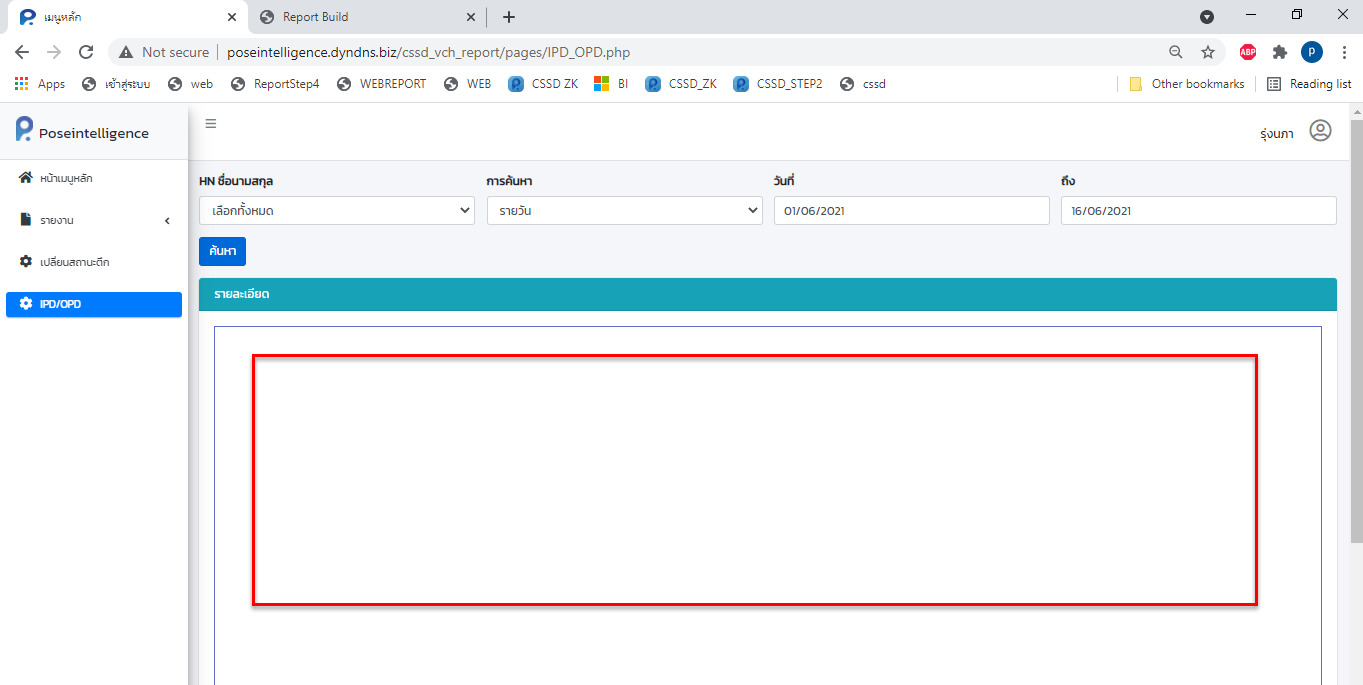 เมนูหลัก
Report Build
Not secure
poseintelligence.dyndns.biz/cssd_vch_report/pages/IPD_OPD.php
ABP
P
Apps
เข้าสู่ระบบ
web
ReportStep4
WEBREPORT
WEB
CSSD ZK
BI
CSSD_ZK
CSSD_STEP2
cssd
Other bookmarks
Reading list
Poseintelligence
รุ่งนภา
หน้าเมนูหลัก
รายงาน
เปลี่ยนสถานะตึก
IPD/OPD
HN ชื่อนามสกุล
การค้นหา
วันที่
ถึง
เลือกทั้งหมด
รายวัน
01/06/2021
16/06/2021
ค้นหา
รายละเอียด